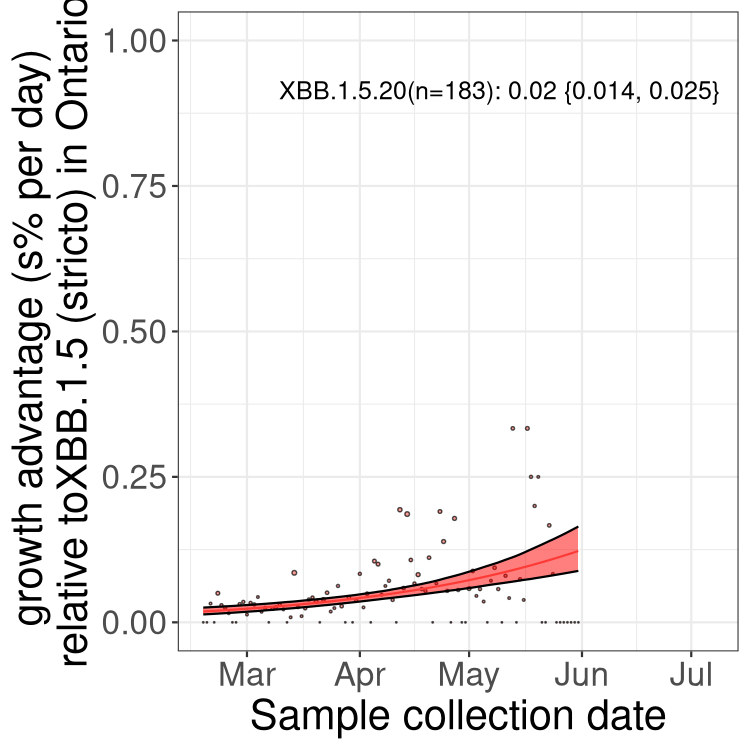 growth advantage (s% per day)
relative toXBB.1.5 (stricto) in Ontario
1.00
XBB.1.5.20(n=183): 0.02 {0.014, 0.025}
0.75
0.50
0.25
0.00
Mar Apr May Jun Jul
Sample collection date